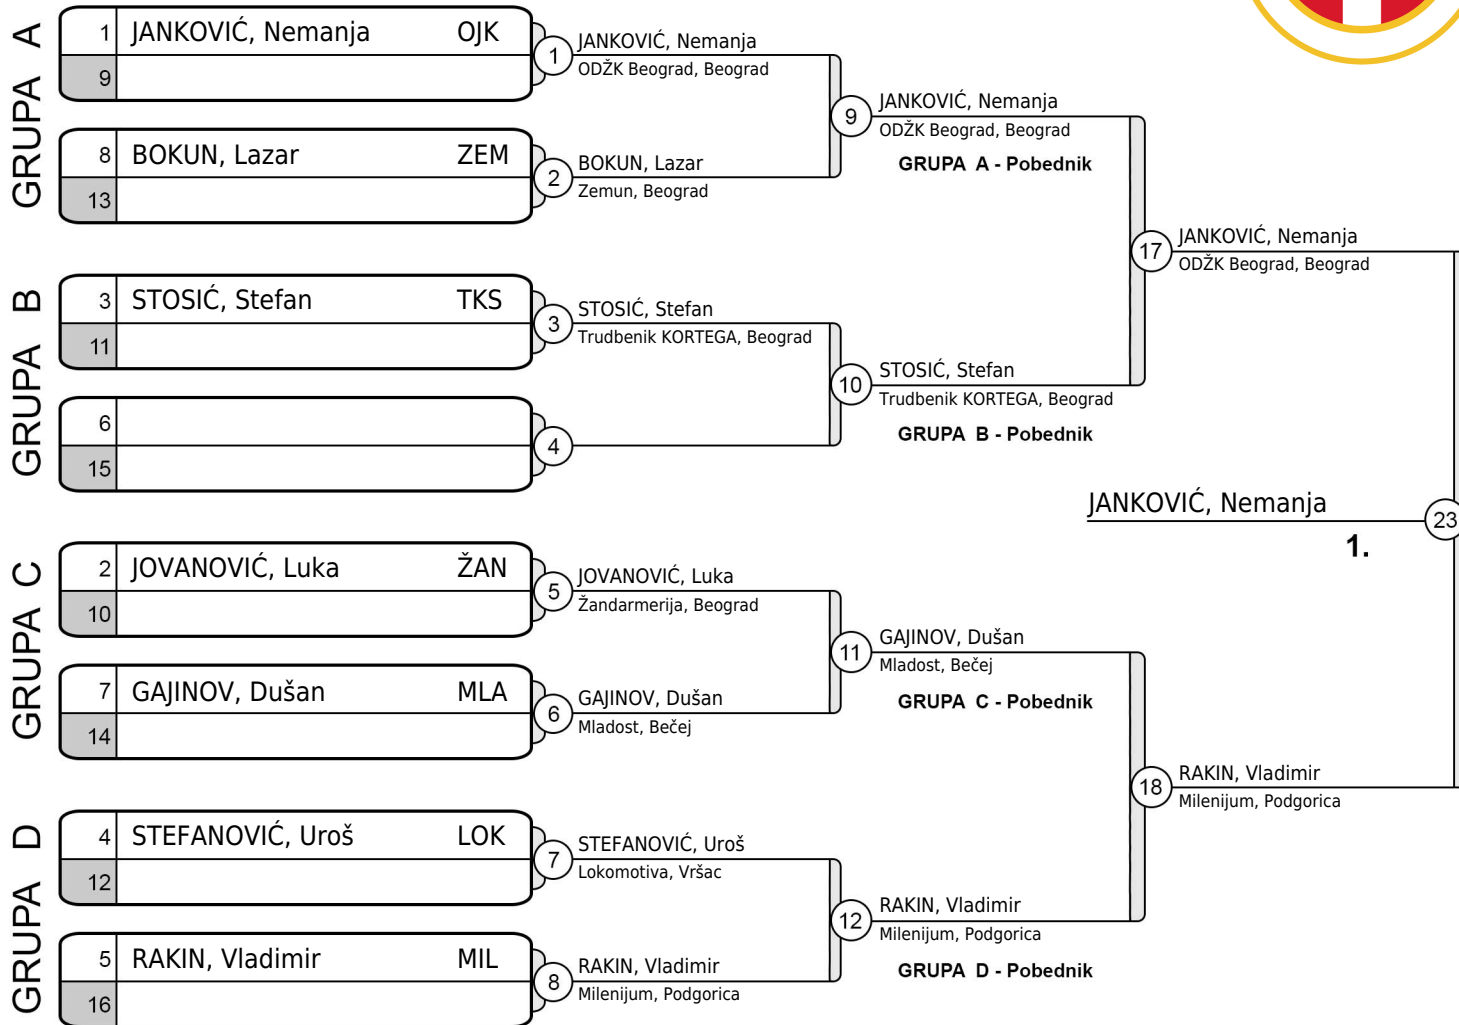 GRUPA A
1 JANKOVIĆ, Nemanja OJK
9
8 BOKUN, Lazar ZEM
13
1
JANKOVIĆ, Nemanja
ODŽK Beograd, Beograd
2
BOKUN, Lazar
Zemun, Beograd
9
JANKOVIĆ, Nemanja
ODŽK Beograd, Beograd
GRUPA A - Pobednik
GRUPA B
3 STOSIĆ, Stefan TKS
11
6
15
3
STOSIĆ, Stefan
Trudbenik KORTEGA, Beograd
4
10
STOSIĆ, Stefan
Trudbenik KORTEGA, Beograd
GRUPA B - Pobednik
17
JANKOVIĆ, Nemanja
ODŽK Beograd, Beograd
JANKOVIĆ, Nemanja
23
1.
GRUPA C
2 JOVANOVIĆ, Luka ŽAN
10
7 GAJINOV, Dušan MLA
14
5
JOVANOVIĆ, Luka
Žandarmerija, Beograd
6
GAJINOV, Dušan
Mladost, Bečej
11
GAJINOV, Dušan
Mladost, Bečej
GRUPA C - Pobednik
GRUPA D
4 STEFANOVIĆ, Uroš LOK
12
5 RAKIN, Vladimir MIL
16
7
STEFANOVIĆ, Uroš
Lokomotiva, Vršac
8
RAKIN, Vladimir
Milenijum, Podgorica
12
RAKIN, Vladimir
Milenijum, Podgorica
GRUPA D - Pobednik
18
RAKIN, Vladimir
Milenijum, Podgorica